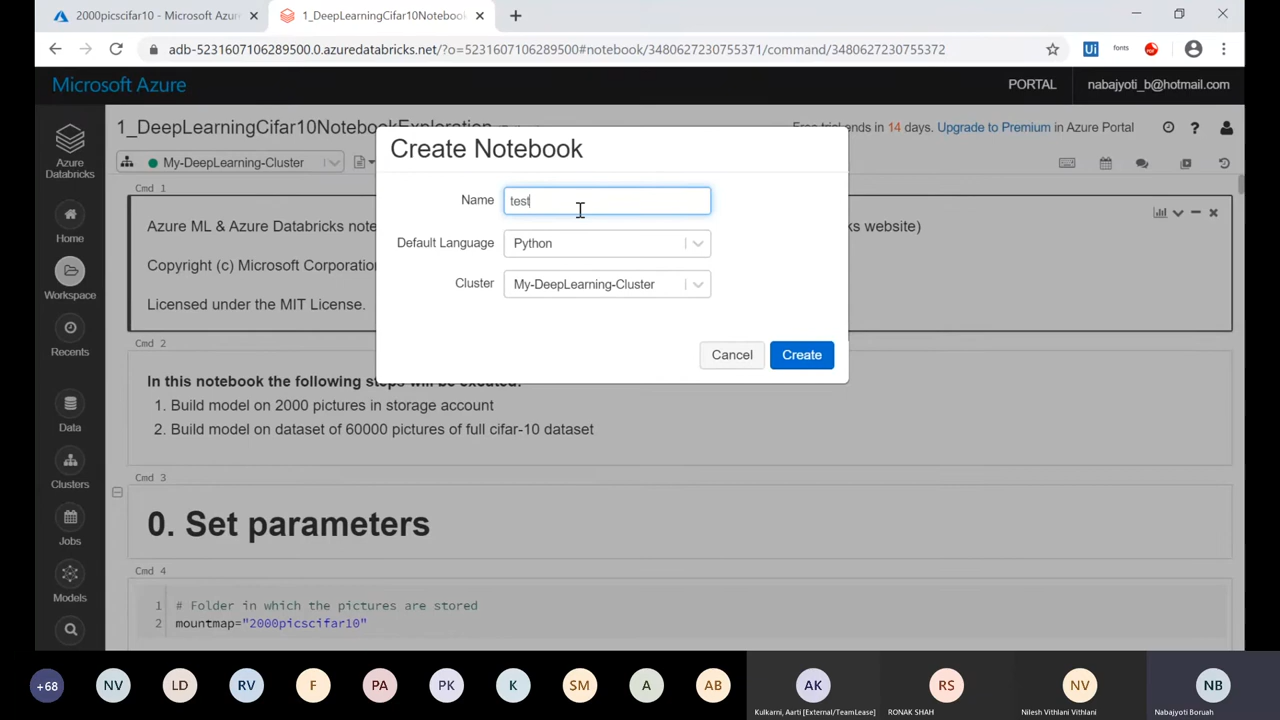 2000picscifar10 - Microsoft Azur
1_DeepLearningCifar10Notebook
adb-5231607106289500.0.azuredatabricks.net/?o=5231607106289500#notebook/3480627230755371/command/3480627230755372
Ui
fonts
PDF
Microsoft Azure
PORTAL
nabajyoti_b@hotmail.com
1_DeepLearningCifar10NotebookExploration
Free trial ends in 14 days. Upgrade to Premium in Azure Portal
Azure
Databricks
My-DeepLearning-Cluster
Home
Workspace
Recents
Data
Clusters
Jobs
Models
Create Notebook
Name
test
Default Language
Python
Cluster
My-DeepLearning-Cluster
Cancel
Create
Cmd 1
Azure ML & Azure Databricks note
ks website)
Copyright (c) Microsoft Corporation
Licensed under the MIT License.
Cmd 2
In this notebook the following steps will be executed:
1. Build model on 2000 pictures in storage account
2. Build model on dataset of 60000 pictures of full cifar-10 dataset
Cmd 3
0. Set parameters
Cmd 4
1 # Folder in which the pictures are stored
2 mountmap="2000picscifar10"
+68
NV
LD
RV
F
PA
PK
K
SM
A
AB
AK
RS
NV
NB
Kulkarni, Aarti [External/TeamLease]
RONAK SHAH
Nilesh Vithlani Vithlani
Nabajyoti Boruah